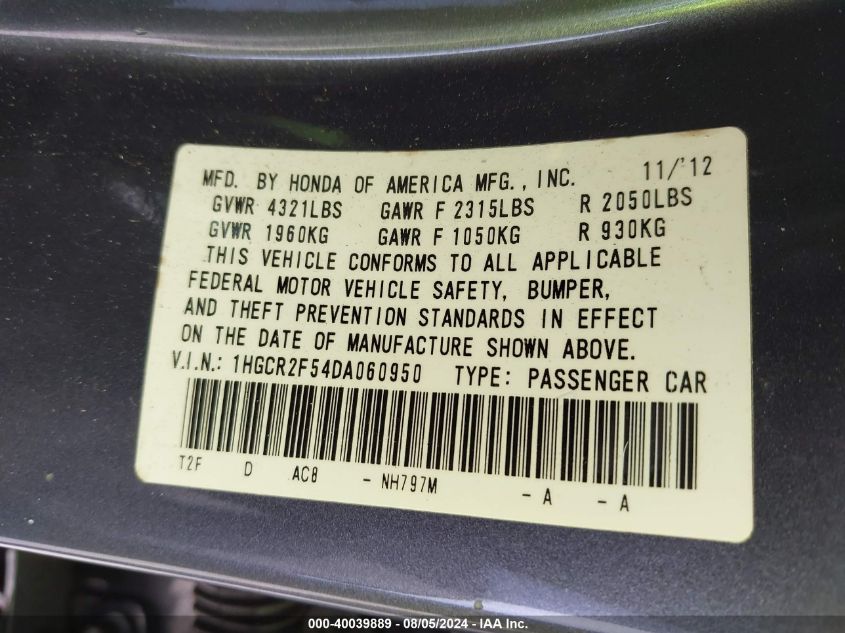 MFD. BY HONDA OF AMERICA MFG., INC. 11/'12
GVWR 4321LBS GAWR F 2315LBS R 2050LBS
GVWR 1960KG GAWR F 1050KG R 930KG
THIS VEHICLE CONFORMS TO ALL APPLICABLE
FEDERAL MOTOR VEHICLE SAFETY, BUMPER,
AND THEFT PREVENTION STANDARDS IN EFFECT
ON THE DATE OF MANUFACTURE SHOWN ABOVE.
V.I.N.: 1HGCR2F54DA060950 TYPE: PASSENGER CAR
T2F D AC8 - NH797M - A - A
000-40039889 - 08/05/2024 - IAA Inc.